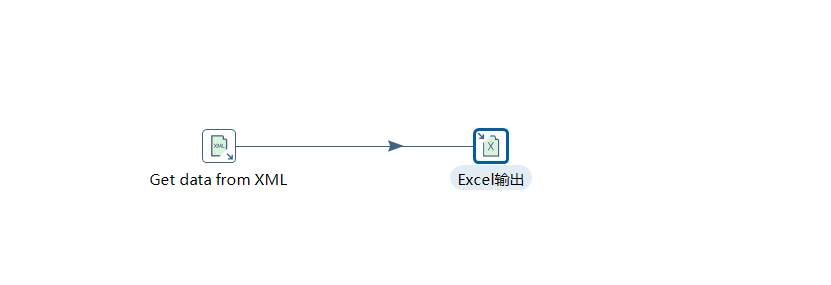 XML
X
Get data from XML
Excel输出